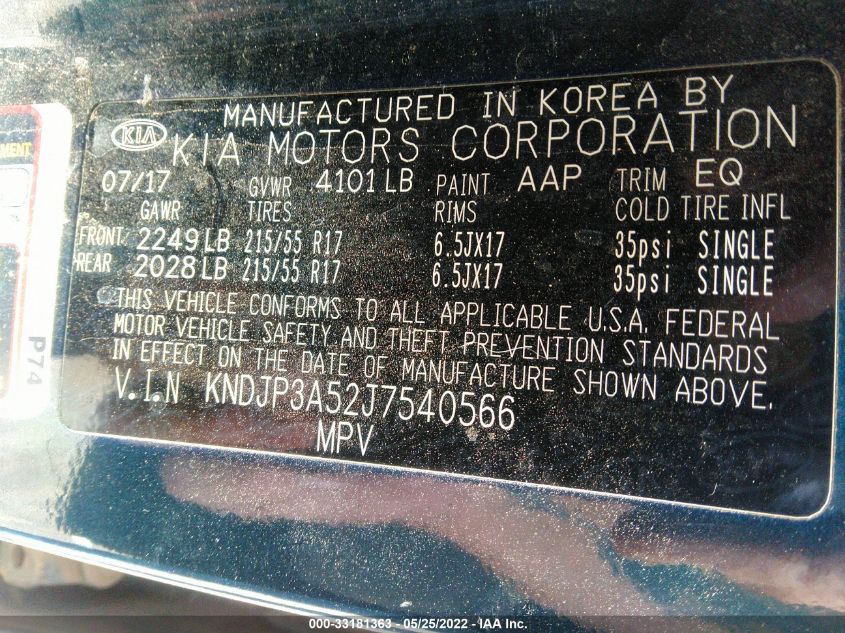 MANUFACTURED IN KOREA BY
KIA KIA MOTORS CORPORATION
07/17 GVWR 4101 LB PAINT AAP TRIM EQ
GAWR TIRES RIMS COLD TIRE INFL
FRONT 2249 LB 215/55 R17 6.5JX17 35psi SINGLE
REAR 2028 LB 215/55 R17 6.5JX17 35psi SINGLE
THIS VEHICLE CONFORMS TO ALL APPLICABLE U.S.A. FEDERAL
MOTOR VEHICLE SAFETY AND THEFT PREVENTION STANDARDS
IN EFFECT ON THE DATE OF MANUFACTURE SHOWN ABOVE.
V.I.N KNDJP3A52J7540566
MPV
P74
000-33181363 - 05/25/2022 - IAA Inc.